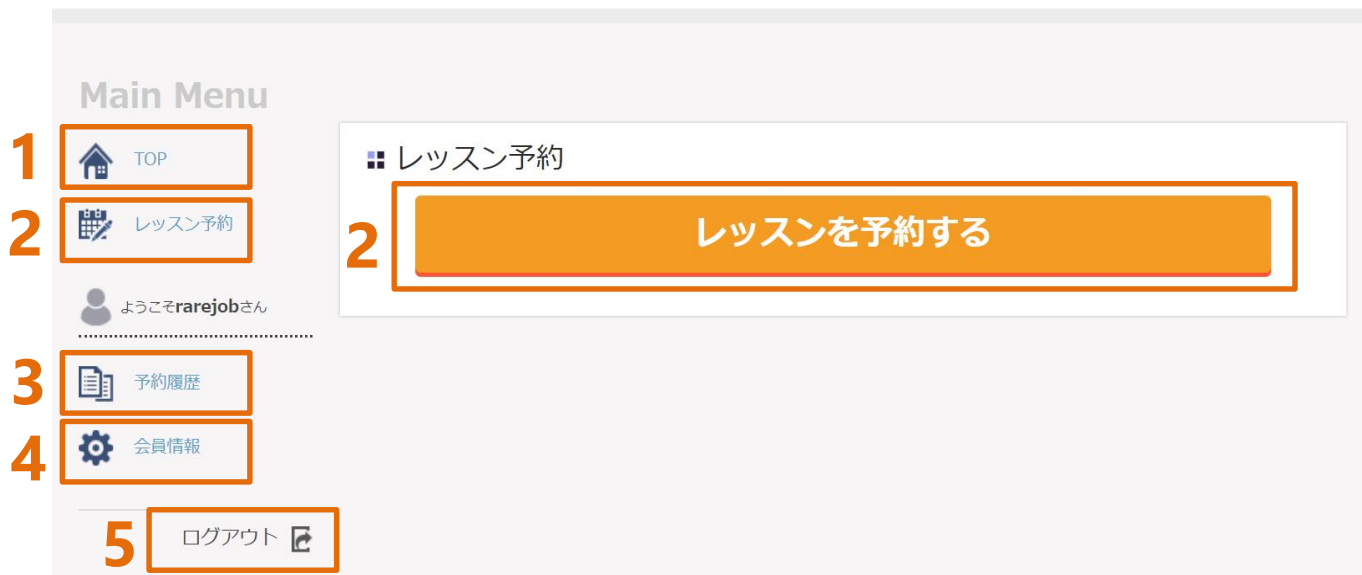 Main Menu
1
TOP
2
レッスン予約
ようこそrarejobさん
3
予約履歴
4
会員情報
5
ログアウト
レッスン予約
2
レッスンを予約する